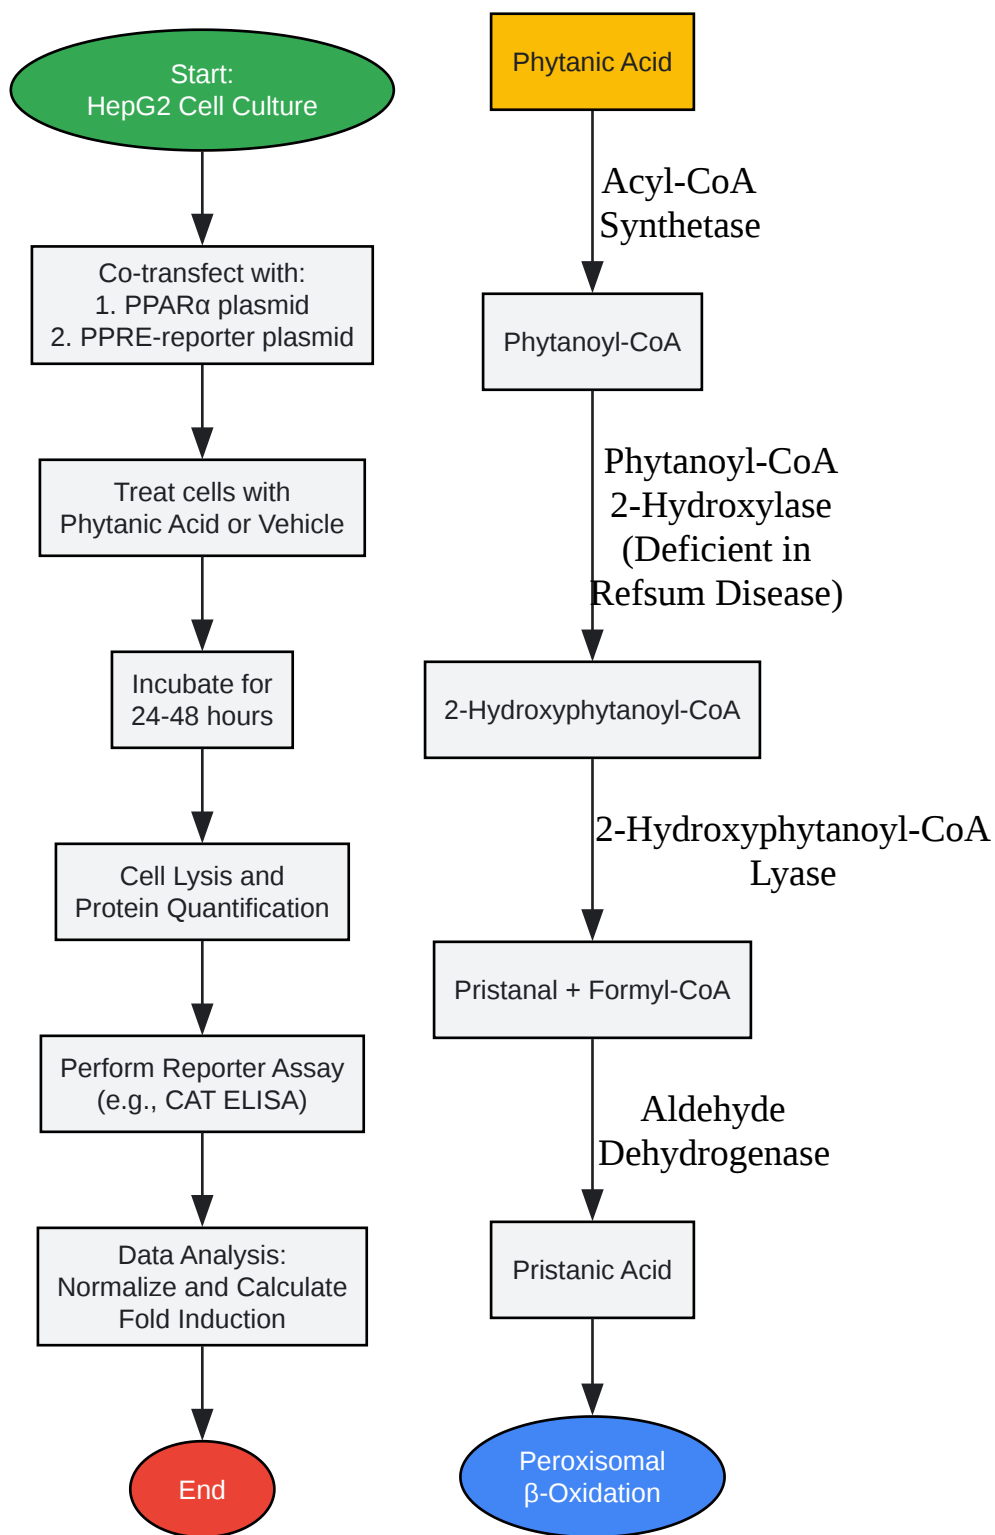 Start:
HepG2 Cell Culture
Co-transfect with:
1. PPARα plasmid
2. PPRE-reporter plasmid
Treat cells with
Phytanic Acid or Vehicle
Incubate for
24-48 hours
Cell Lysis and
Protein Quantification
Perform Reporter Assay
(e.g., CAT ELISA)
Data Analysis:
Normalize and Calculate
Fold Induction
End
Phytanic Acid
Acyl-CoA
Synthetase
Phytanoyl-CoA
Phytanoyl-CoA
2-Hydroxylase
(Deficient in
Refsum Disease)
2-Hydroxyphytanoyl-CoA
2-Hydroxyphytanoyl-CoA
Lyase
Pristanal + Formyl-CoA
Aldehyde
Dehydrogenase
Pristanic Acid
Peroxisomal
β-Oxidation